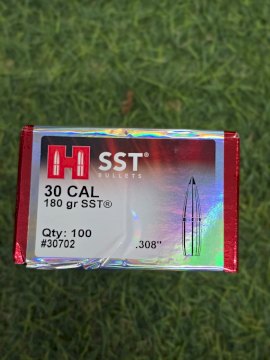 H
SST®
BULLETS
30 CAL
180 gr SST®
Qty: 100
#30702
.308"